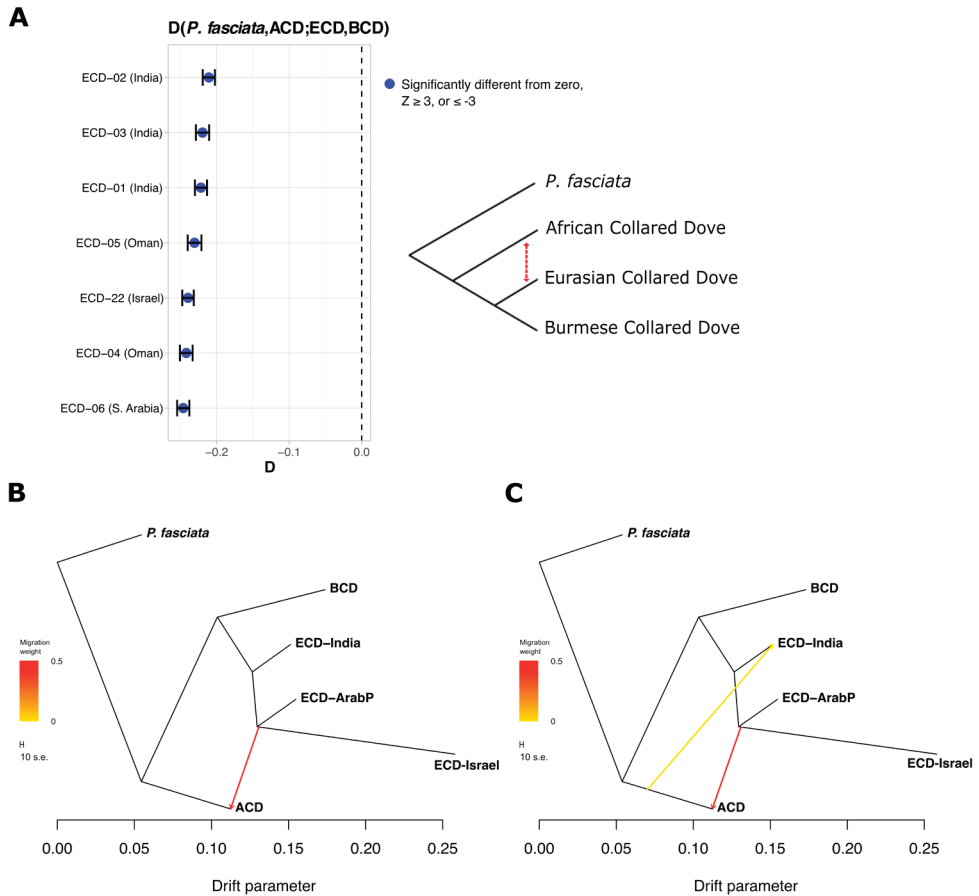 A
D(P. fasciata,ACD;ECD,BCD)
ECD−02 (India)
ECD−03 (India)
ECD−01 (India)
ECD−05 (Oman)
ECD−22 (Israel)
ECD−04 (Oman)
ECD−06 (S. Arabia)
−0.2 −0.1 0.0
D
Significantly different from zero,
Z ≥ 3, or ≤ -3
P. fasciata
African Collared Dove
Eurasian Collared Dove
Burmese Collared Dove
B
P. fasciata
BCD
ECD−India
ECD−ArabP
ECD-Israel
ACD
Migration
weight
0.5
0
10 s.e.
0.00 0.05 0.10 0.15 0.20 0.25
Drift parameter
C
P. fasciata
BCD
ECD−India
ECD−ArabP
ECD-Israel
ACD
Migration
weight
0.5
0
10 s.e.
0.00 0.05 0.10 0.15 0.20 0.25
Drift parameter